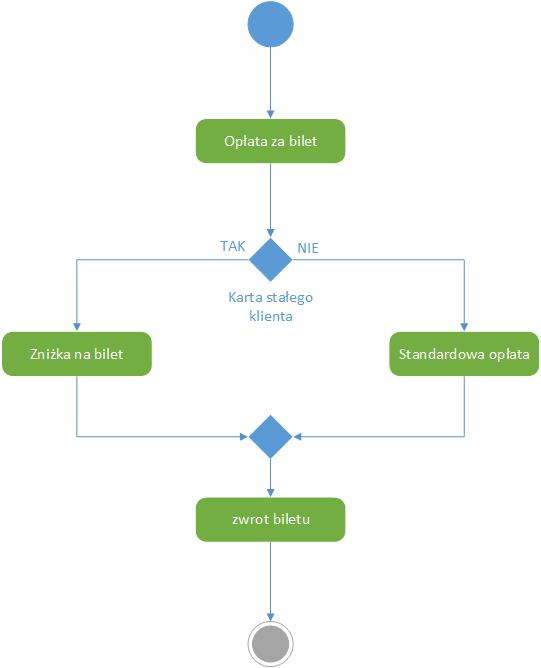 Opłata za bilet
TAK
NIE
Karta stałego
klienta
Zniżka na bilet
Standardowa opłata
zwrot biletu